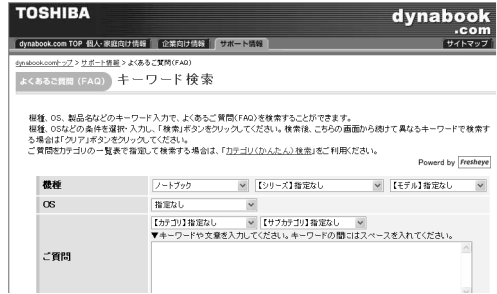 TOSHIBA
dynabook
.com
dynabook.com TOP 個人・家庭向け情報 企業向け情報 サポート情報 サイトマップ
dynabook.comトップ > サポート情報 > よくあるご質問(FAQ)
よくあるご質問 (FAQ) キーワード検索
機種、OS、製品名などのキーワード入力で、よくあるご質問(FAQ)を検索することができます。
機種、OSなどの条件を選択・入力し、「検索」ボタンをクリックしてください。検索後、こちらの画面から続けて異なるキーワードで検索す
る場合は「クリア」ボタンをクリックしてください。
ご質問をカテゴリの一覧表で指定して検索する場合は、「カテゴリ(かんたん)検索」をご利用ください。
Powerd by Fresheye
機種 ノートブック 【シリーズ】指定なし 【モデル】指定なし
OS 指定なし
【カテゴリ】指定なし 【サブカテゴリ】指定なし
▼キーワードや文章を入力してください。キーワードの間にはスペースを入れてください。
ご質問